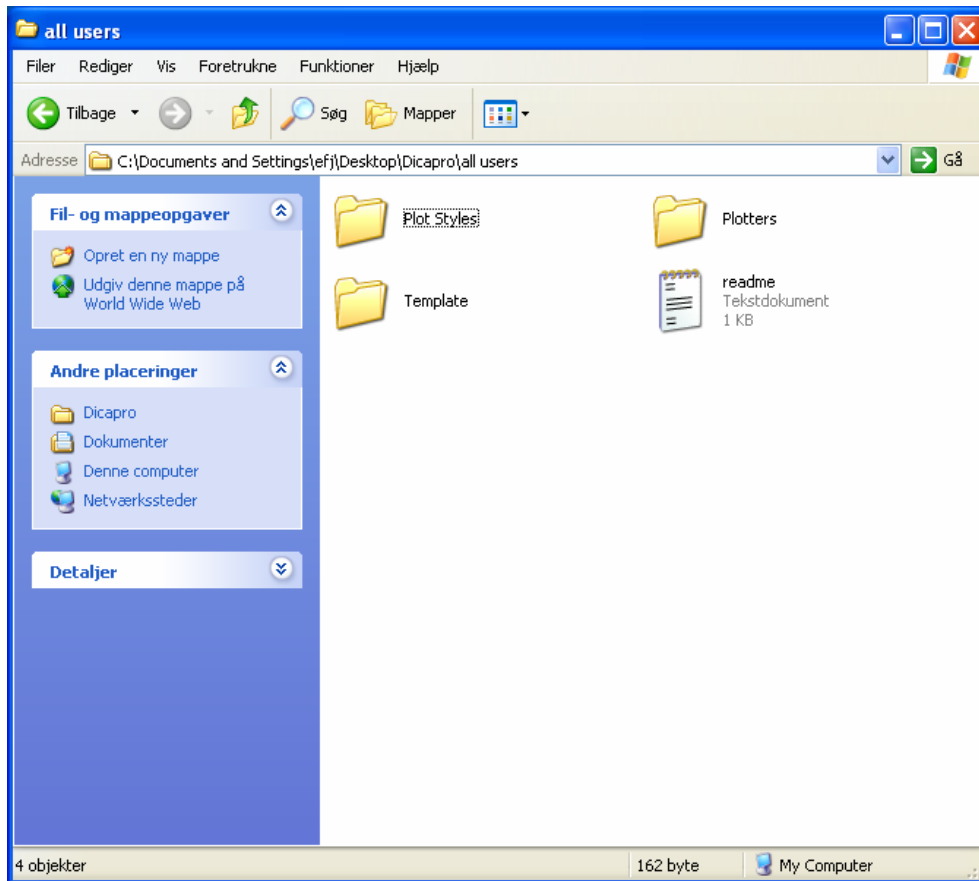 all users
Filer Rediger Vis Foretrukne Funktioner Hjælp
Tilbage Søg Mapper
Adresse C:\Documents and Settings\efj\Desktop\Dicapro\all users Gå
Fil- og mappeopgaver
Opret en ny mappe
Udgiv denne mappe på
World Wide Web
Andre placeringer
Dicapro
Dokumenter
Denne computer
Netværkssteder
Detaljer
Plot Styles
Plotters
Template
readme
Tekstdokument
1 KB
4 objekter 162 byte My Computer